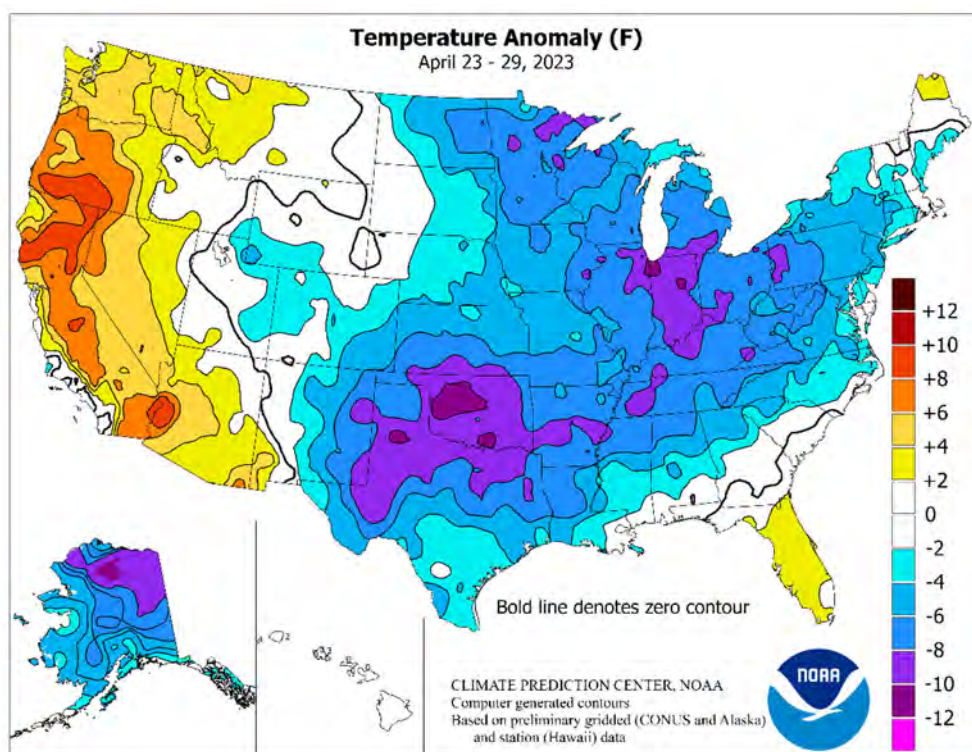 Temperature Anomaly (F)
April 23 - 29, 2023
+12
+10
+8
+6
+4
+2
0
-2
-4
-6
-8
-10
-12
Bold line denotes zero contour
2
CLIMATE PREDICTION CENTER, NOAA
Computer generated contours
Based on preliminary gridded (CONUS and Alaska)
and station (Hawaii) data
NOAA